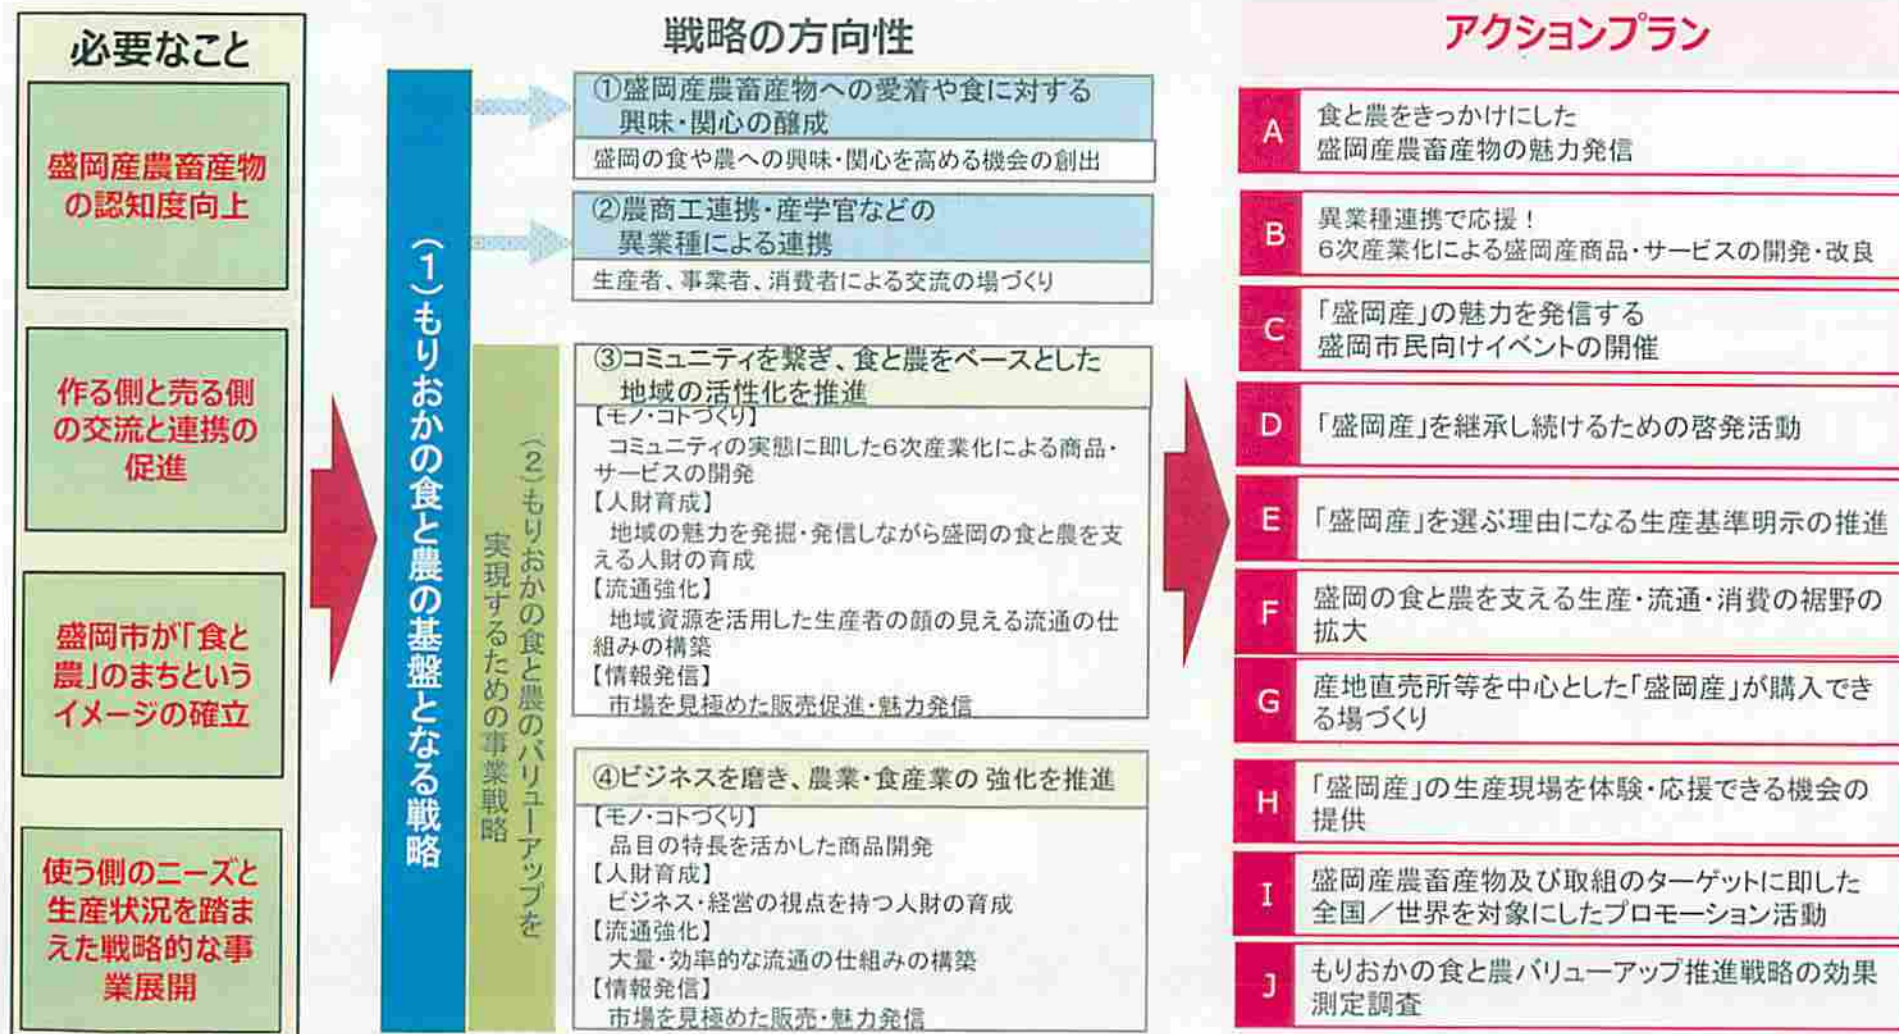 必要なこと
盛岡産農畜産物
の認知度向上
作る側と売る側
の交流と連携の
促進
盛岡市が「食と
農」のまちという
イメージの確立
使う側のニーズと
生産状況を踏ま
えた戦略的な事
業展開
戦略の方向性
(1)もりおかの食と農の基盤となる戦略
(2)もりおかの食と農のバリューアップを
実現するための事業戦略
①盛岡産農畜産物への愛着や食に対する
興味・関心の醸成
盛岡の食や農への興味・関心を高める機会の創出
②農商工連携・産学官などの
異業種による連携
生産者、事業者、消費者による交流の場づくり
③コミュニティを繋ぎ、食と農をベースとした
地域の活性化を推進
【モノ・コトづくり】
コミュニティの実態に即した6次産業化による商品・
サービスの開発
【人財育成】
地域の魅力を発掘・発信しながら盛岡の食と農を支
える人財の育成
【流通強化】
地域資源を活用した生産者の顔の見える流通の仕
組みの構築
【情報発信】
市場を見極めた販売促進・魅力発信
④ビジネスを磨き、農業・食産業の 強化を推進
【モノ・コトづくり】
品目の特長を活かした商品開発
【人財育成】
ビジネス・経営の視点を持つ人財の育成
【流通強化】
大量・効率的な流通の仕組みの構築
【情報発信】
市場を見極めた販売・魅力発信
アクションプラン
A
食と農をきっかけにした
盛岡産農畜産物の魅力発信
B
異業種連携で応援!
6次産業化による盛岡産商品・サービスの開発・改良
C
「盛岡産」の魅力を発信する
盛岡市民向けイベントの開催
D
「盛岡産」を継承し続けるための啓発活動
E
「盛岡産」を選ぶ理由になる生産基準明示の推進
F
盛岡の食と農を支える生産・流通・消費の裾野の
拡大
G
産地直売所等を中心とした「盛岡産」が購入でき
る場づくり
H
「盛岡産」の生産現場を体験・応援できる機会の
提供
I
盛岡産農畜産物及び取組のターゲットに即した
全国/世界を対象にしたプロモーション活動
J
もりおかの食と農バリューアップ推進戦略の効果
測定調査